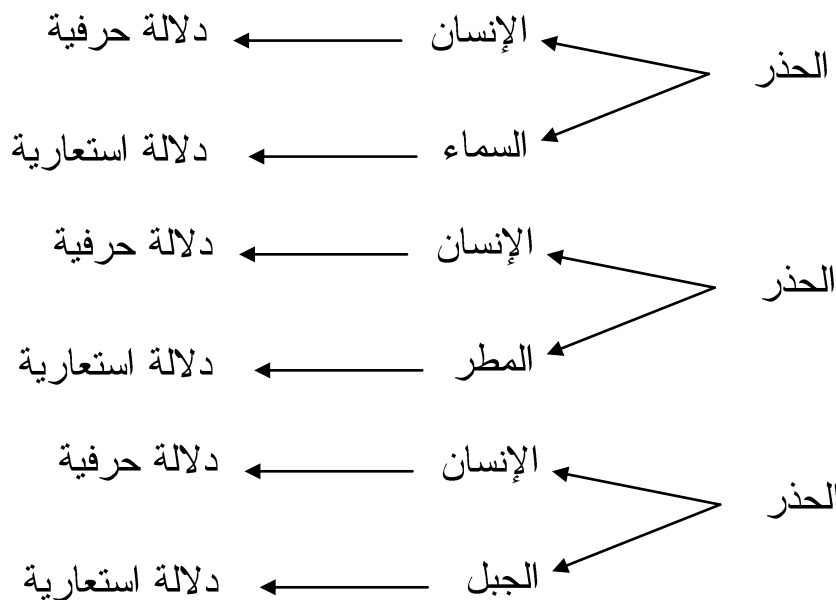 الإنسان دلالة حرفية
الحذر
السماء دلالة استعارية
الإنسان دلالة حرفية
الحذر
المطر دلالة استعارية
الإنسان دلالة حرفية
الحذر
الجبل دلالة استعارية